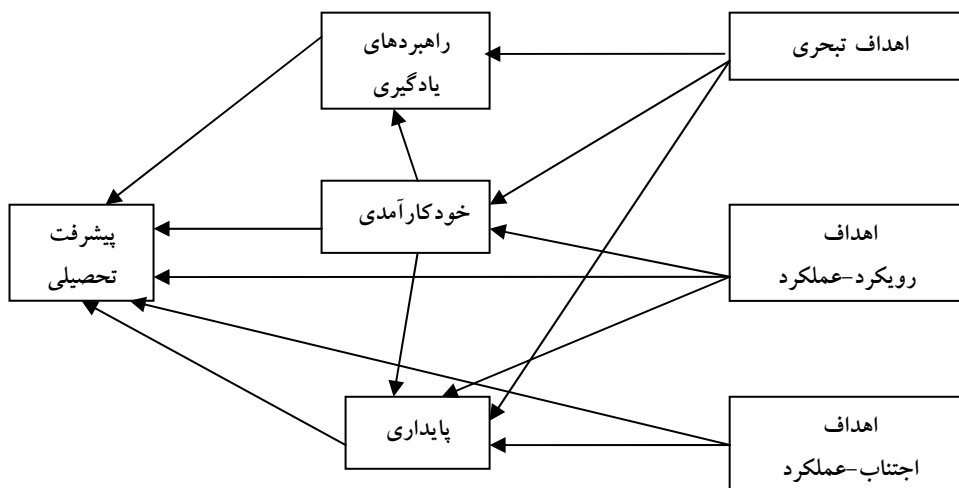 اهداف تبحری
راهبردهای
یادگیری
خودکارآمدی
اهداف
رویکرد-عملکرد
پیشرفت
تحصیلی
پایداری
اهداف
اجتناب-عملکرد